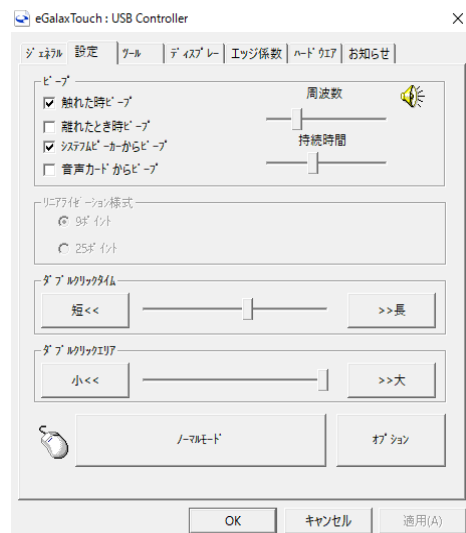 eGalaxTouch : USB Controller
ｼﾞｪﾈﾗﾙ 設定 ﾂｰﾙ ﾃﾞｨｽﾌﾟﾚｰ エッジ係数 ﾊｰﾄﾞｳｴｱ お知らせ
ﾋﾞｰﾌﾟ
触れた時ﾋﾞｰﾌﾟ
周波数
離れたとき時ﾋﾞｰﾌﾟ
ｼｽﾃﾑｽﾋﾟｰｶｰからﾋﾞｰﾌﾟ
持続時間
音声ｶｰﾄﾞからﾋﾞｰﾌﾟ
ﾘﾆｱﾗｲｾﾞｰｼｮﾝ様式
9ﾎﾟｲﾝﾄ
25ﾎﾟｲﾝﾄ
ﾀﾞﾌﾞﾙｸﾘｯｸﾀｲﾑ
短<< >>長
ﾀﾞﾌﾞﾙｸﾘｯｸｴﾘｱ
小<< >>大
ﾉｰﾏﾙﾓｰﾄﾞ ｵﾌﾟｼｮﾝ
OK キャンセル 適用(A)